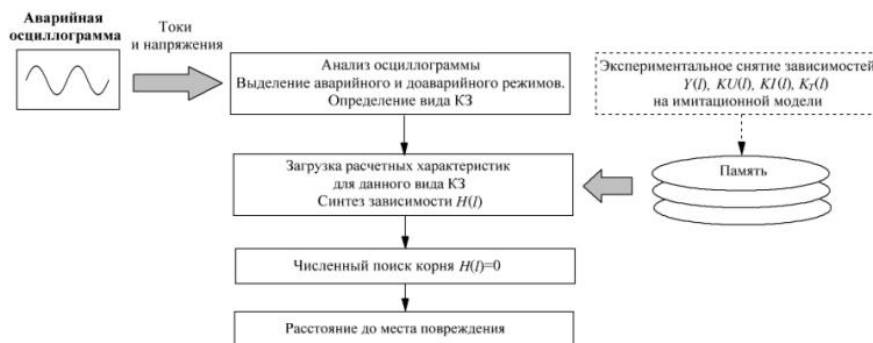 Аварийная
осциллограмма
Токи
и напряжения
Анализ осциллограммы
Выделение аварийного и доаварийного режимов.
Определение вида КЗ
Экспериментальное снятие зависимостей
Y(l), KU(l), KI(l), K_T(l)
на имитационной модели
Загрузка расчетных характеристик
для данного вида КЗ
Синтез зависимости H(l)
Память
Численный поиск корня H(l)=0
Расстояние до места повреждения